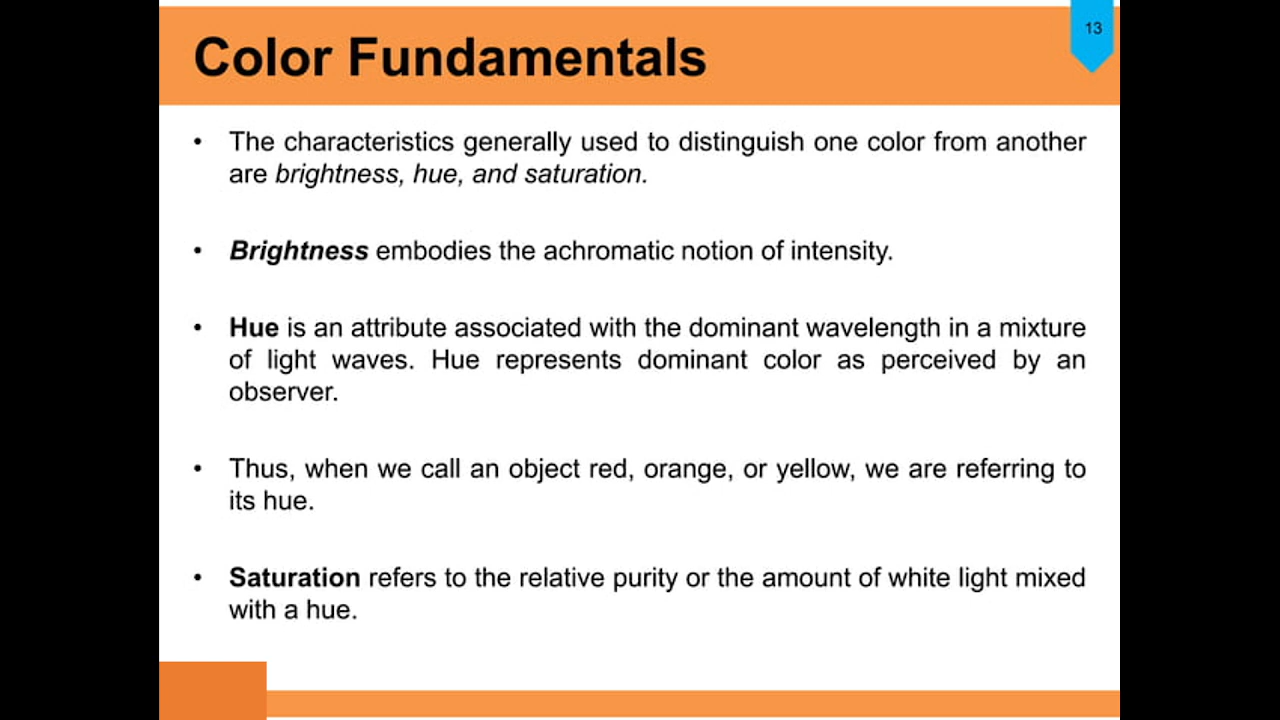 13
Color Fundamentals
• The characteristics generally used to distinguish one color from another
are brightness, hue, and saturation.
• Brightness embodies the achromatic notion of intensity.
• Hue is an attribute associated with the dominant wavelength in a mixture
of light waves. Hue represents dominant color as perceived by an
observer.
• Thus, when we call an object red, orange, or yellow, we are referring to
its hue.
• Saturation refers to the relative purity or the amount of white light mixed
with a hue.